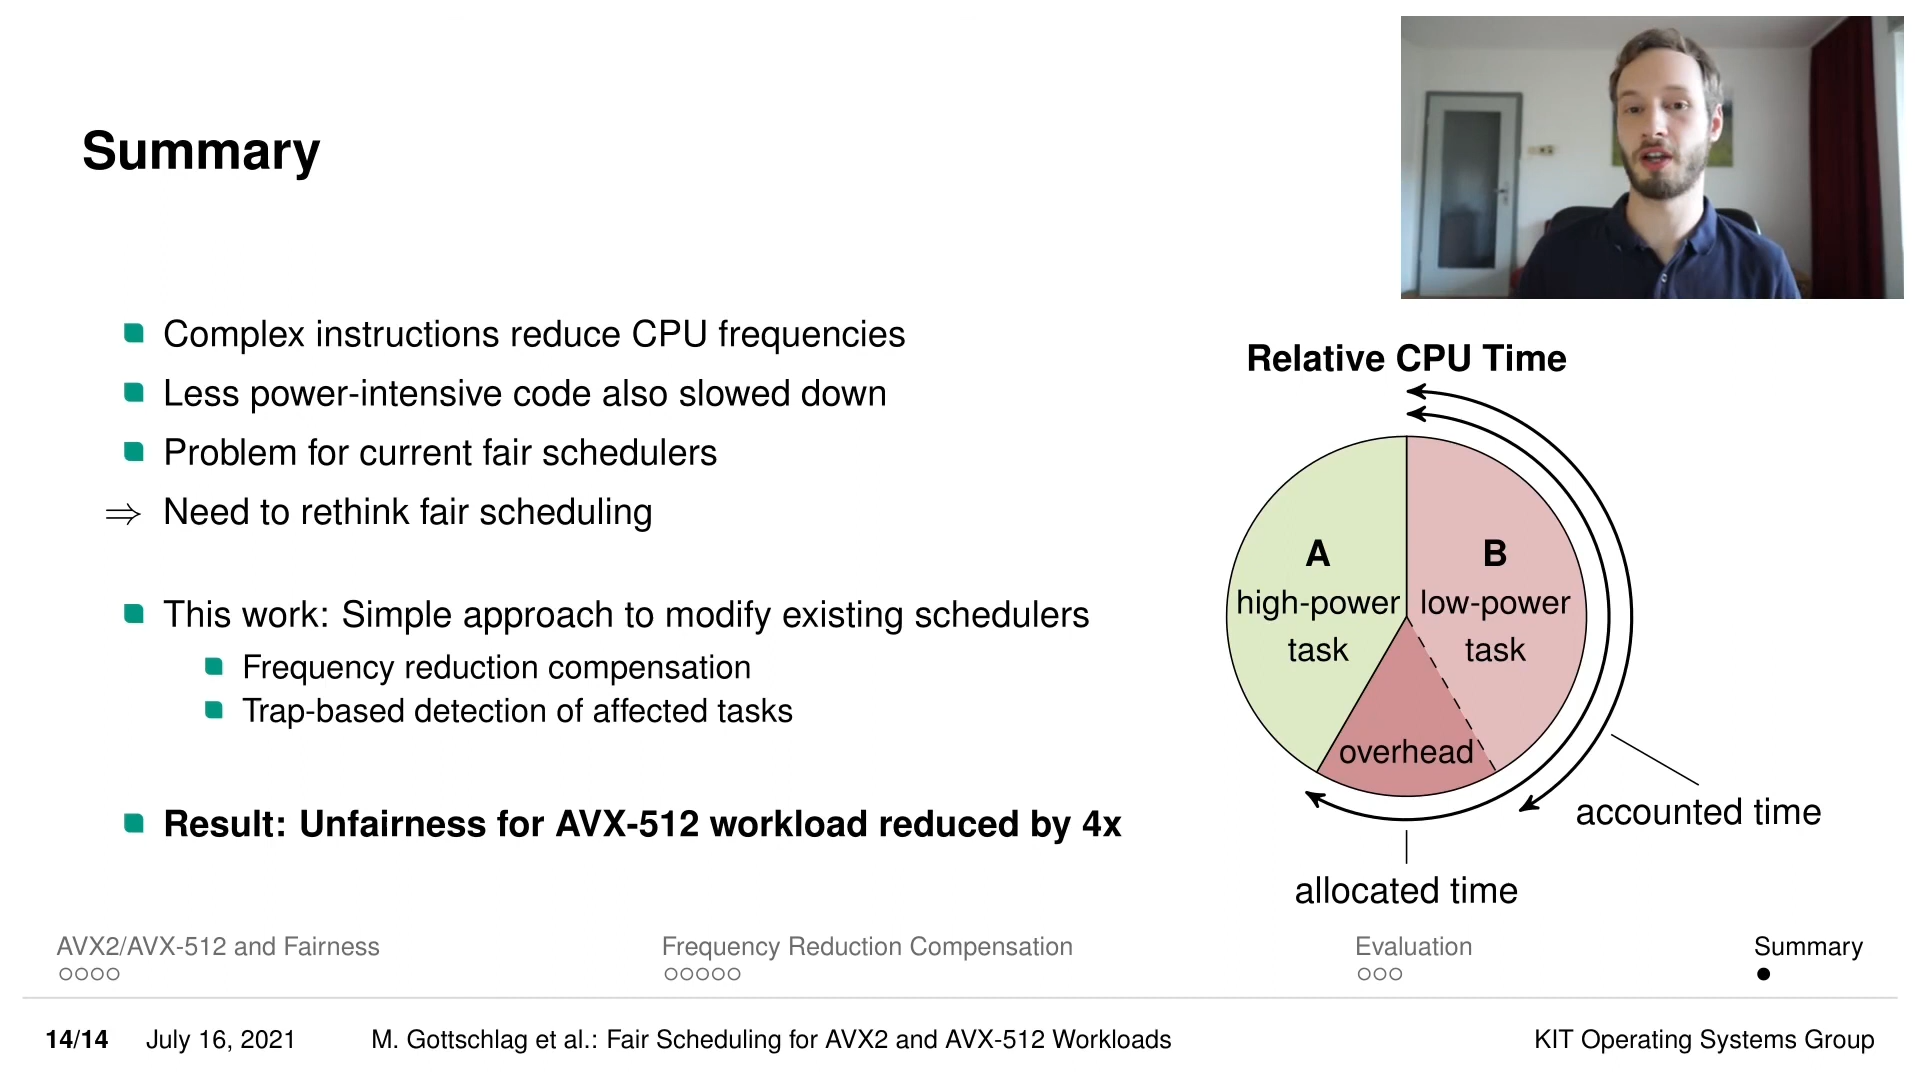 Summary
Complex instructions reduce CPU frequencies
Less power-intensive code also slowed down
Problem for current fair schedulers
⇒ Need to rethink fair scheduling
This work: Simple approach to modify existing schedulers
Frequency reduction compensation
Trap-based detection of affected tasks
Result: Unfairness for AVX-512 workload reduced by 4x
Relative CPU Time
A
high-power
task
B
low-power
task
overhead
accounted time
allocated time
AVX2/AVX-512 and Fairness
Frequency Reduction Compensation
Evaluation
Summary
14/14 July 16, 2021 M. Gottschlag et al.: Fair Scheduling for AVX2 and AVX-512 Workloads KIT Operating Systems Group